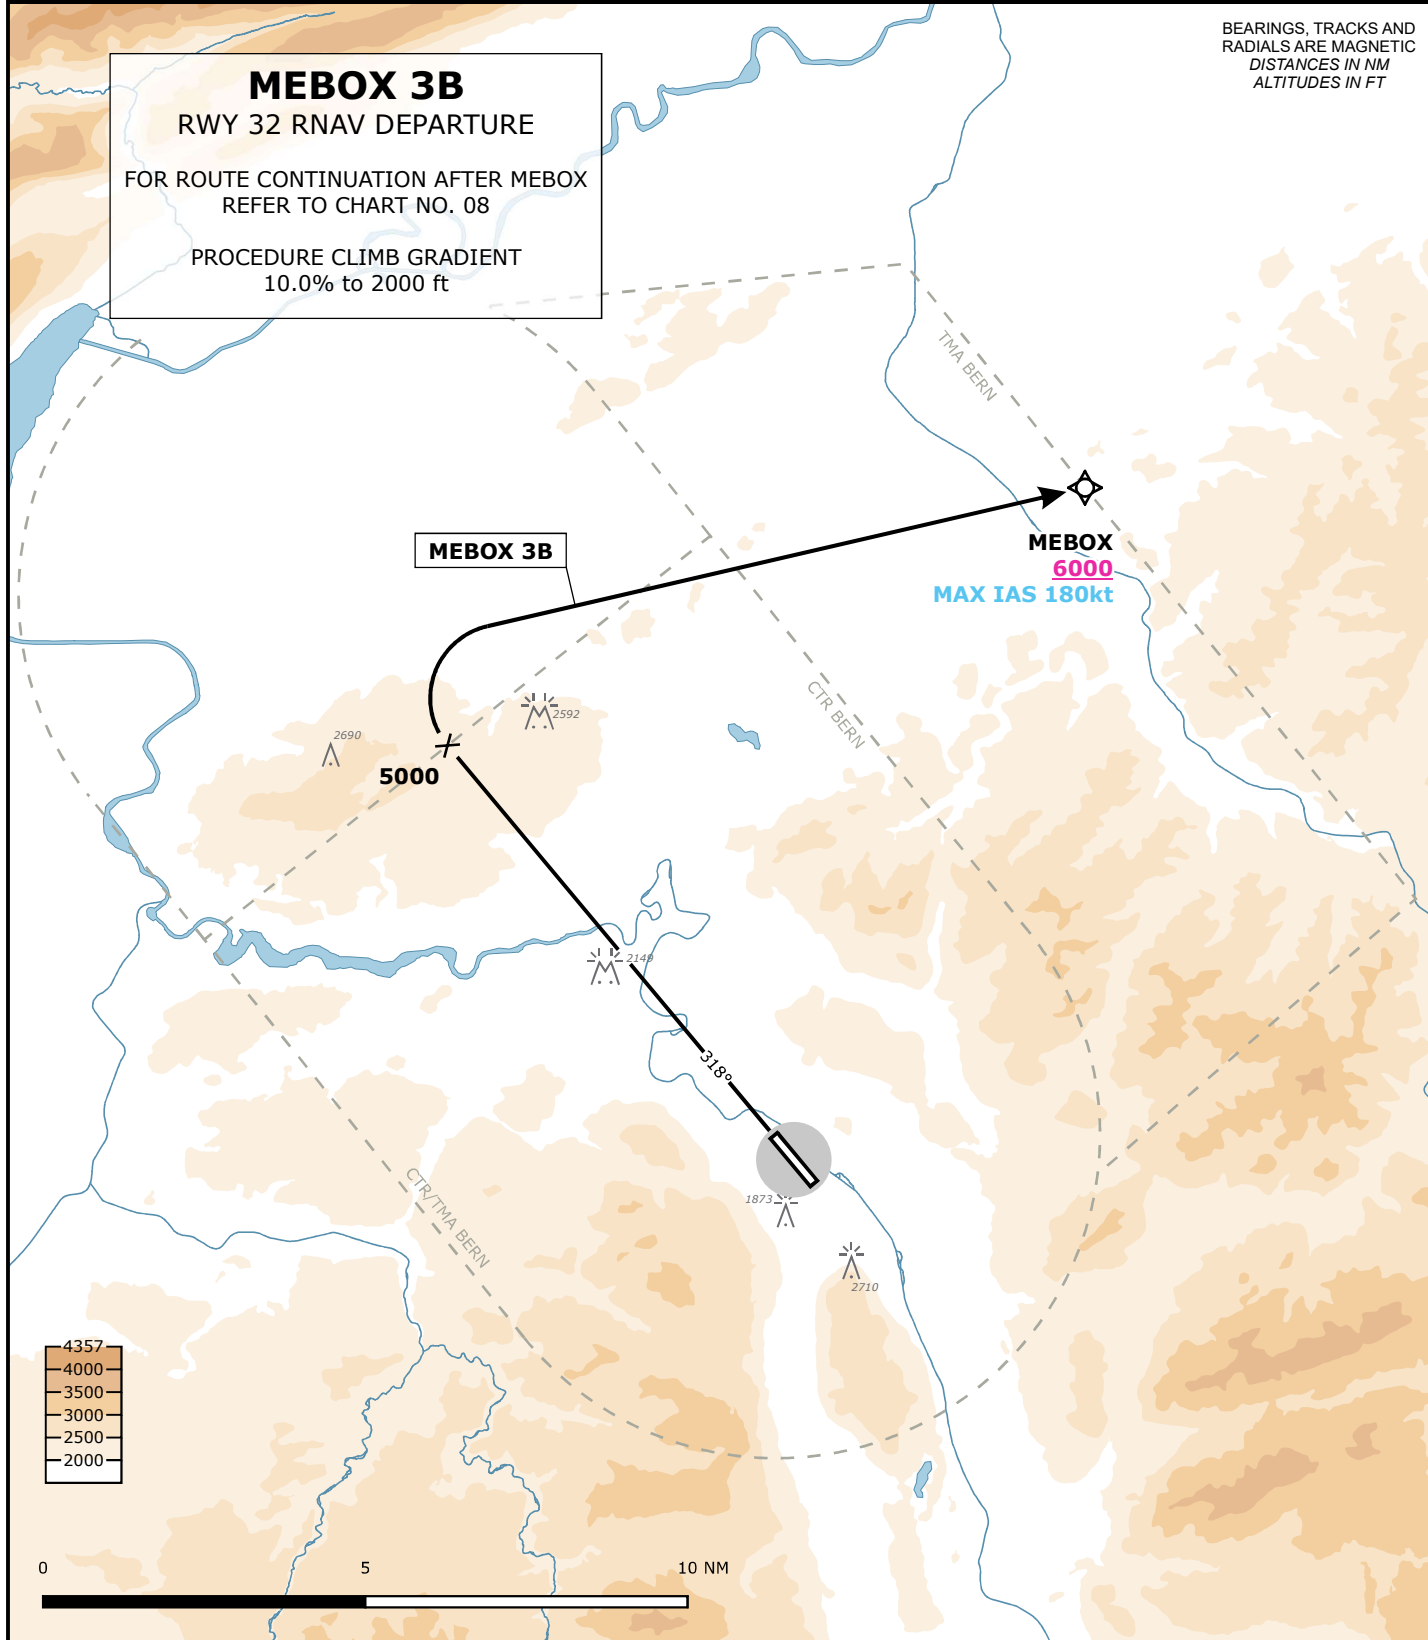 BEARINGS, TRACKS AND
RADIALS ARE MAGNETIC
DISTANCES IN NM
ALTITUDES IN FT
MEBOX 3B
RWY 32 RNAV DEPARTURE
FOR ROUTE CONTINUATION AFTER MEBOX
REFER TO CHART NO. 08
PROCEDURE CLIMB GRADIENT
10.0% to 2000 ft
TMA BERN
MEBOX 3B
MEBOX
6000
MAX IAS 180kt
CTR BERN
2592
2690
5000
2149
318°
1873
CTR/TMA BERN
2710
4357
4000
3500
3000
2500
2000
0 5 10 NM